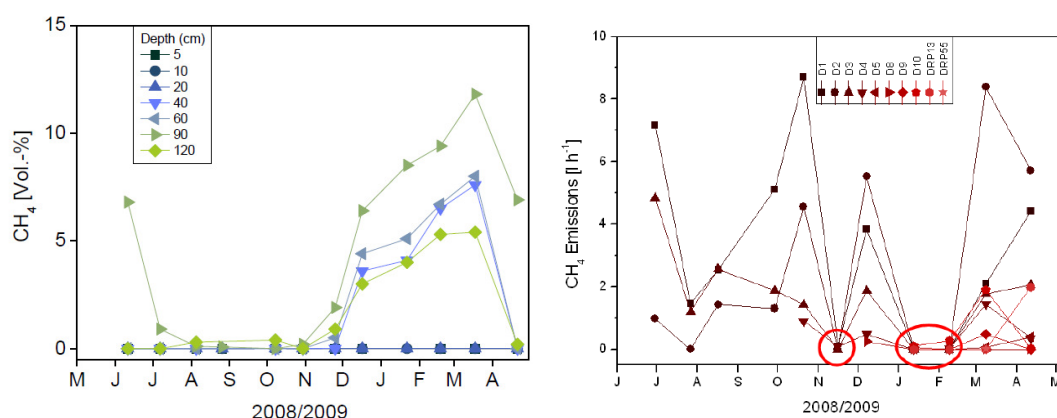 15
10
5
0
CH4 [Vol.-%]
Depth (cm)
5
10
20
40
60
90
120
M J J A S O N D J F M A
2008/2009
10
8
6
4
2
0
CH4 Emissions [l h-1]
D1
D2
D3
D4
D5
D8
D9
D10
DRP13
DRP55
J J A S O N D J F M A M
2008/2009